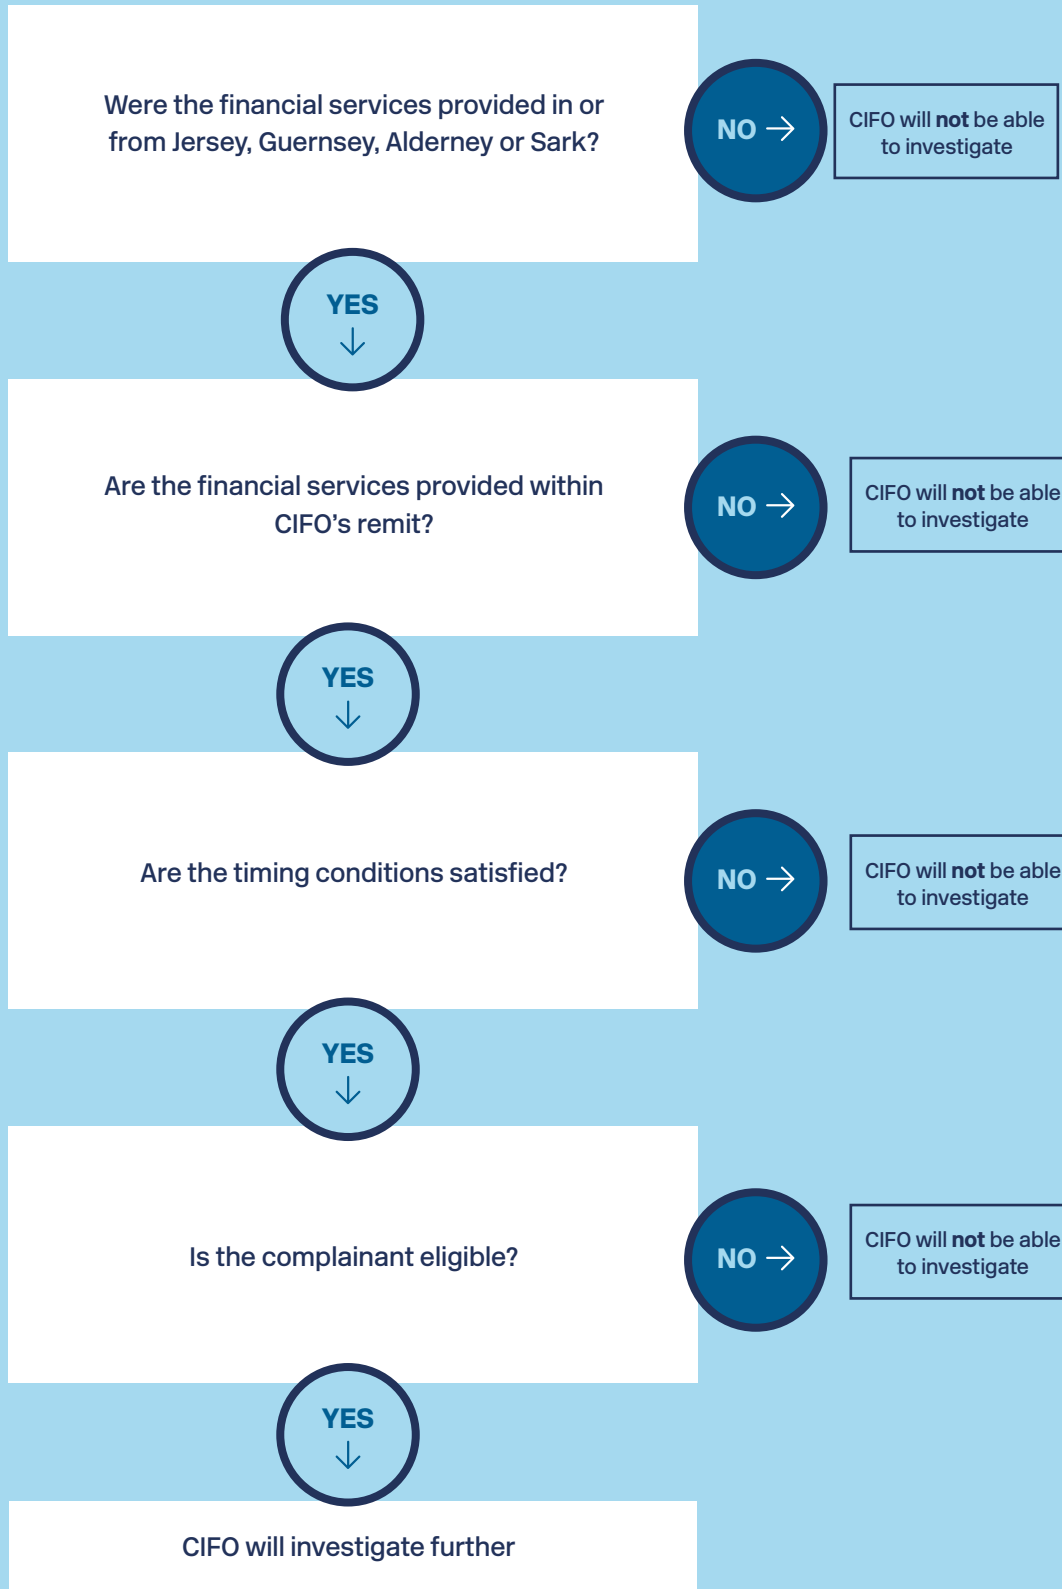 Were the financial services provided in or
from Jersey, Guernsey, Alderney or Sark?
NO →
CIFO will not be able
to investigate
YES
↓
Are the financial services provided within
CIFO’s remit?
NO →
CIFO will not be able
to investigate
YES
↓
Are the timing conditions satisfied?
NO →
CIFO will not be able
to investigate
YES
↓
Is the complainant eligible?
NO →
CIFO will not be able
to investigate
YES
↓
CIFO will investigate further